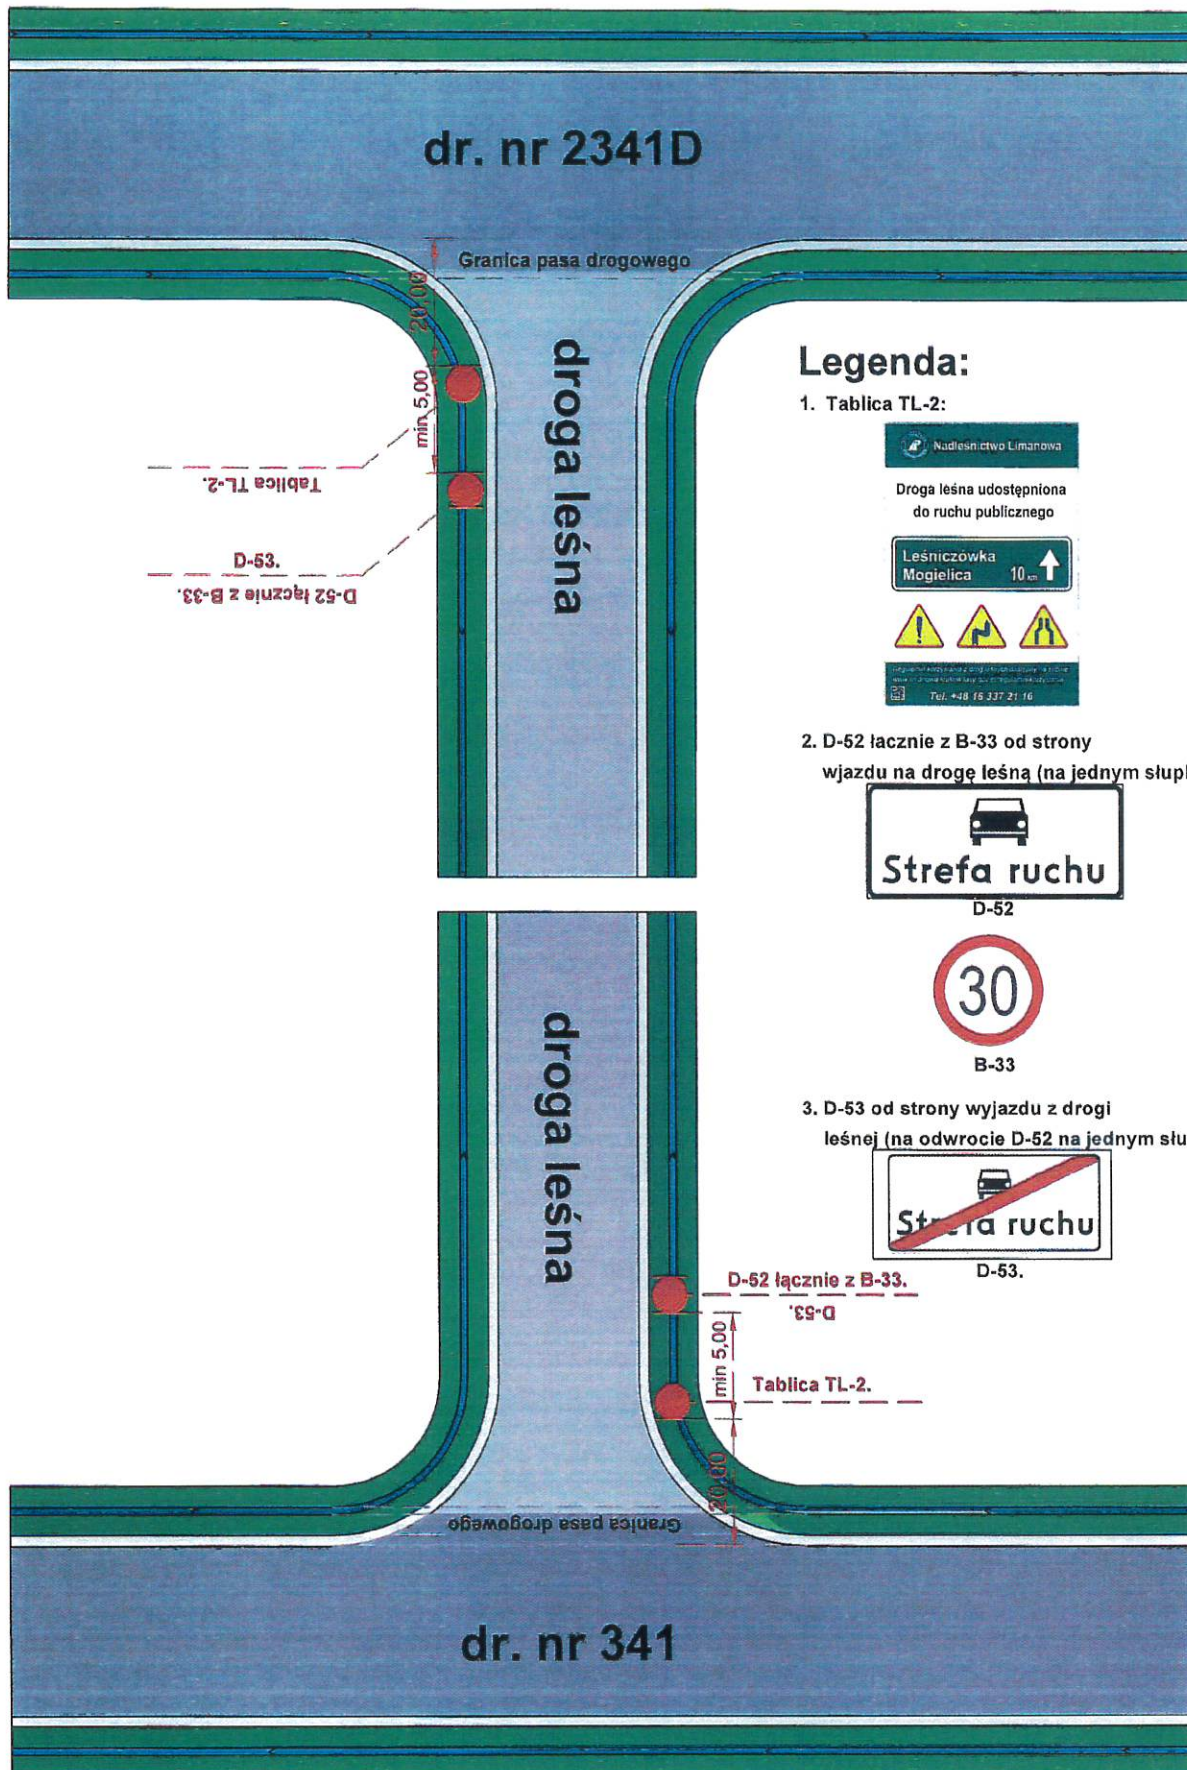 dr. nr 2341D
Granica pasa drogowego
20,00
min 5,00
Tablica TL-2.
D-53.
D-52 łącznie z B-33.
droga leśna
Legenda:
1. Tablica TL-2:
Nadleśnictwo Limanowa
Droga leśna udostępniona
do ruchu publicznego
Leśniczówka
Mogielica 10 km
Tel. +48 18 337 21 16
2. D-52 łacznie z B-33 od strony
wjazdu na drogę leśną (na jednym słupk
Strefa ruchu
D-52
30
B-33
3. D-53 od strony wyjazdu z drogi
leśnej (na odwrocie D-52 na jednym słu
Strefa ruchu
D-53.
droga leśna
D-52 łącznie z B-33.
D-53.
min 5,00
Tablica TL-2.
20,00
Granica pasa drogowego
dr. nr 341